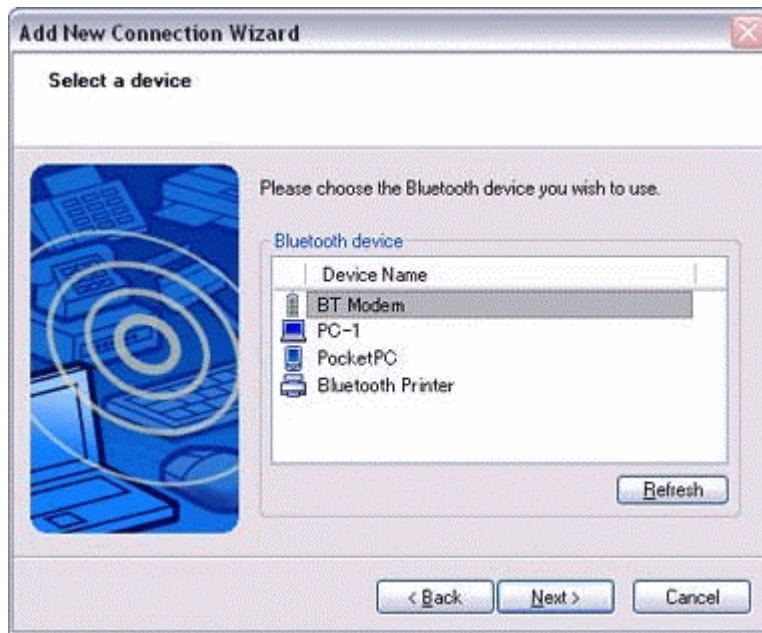 Add New Connection Wizard
Select a device
Please choose the Bluetooth device you wish to use.
Bluetooth device
Device Name
BT Modem
PC-1
PocketPC
Bluetooth Printer
Refresh
< Back Next > Cancel